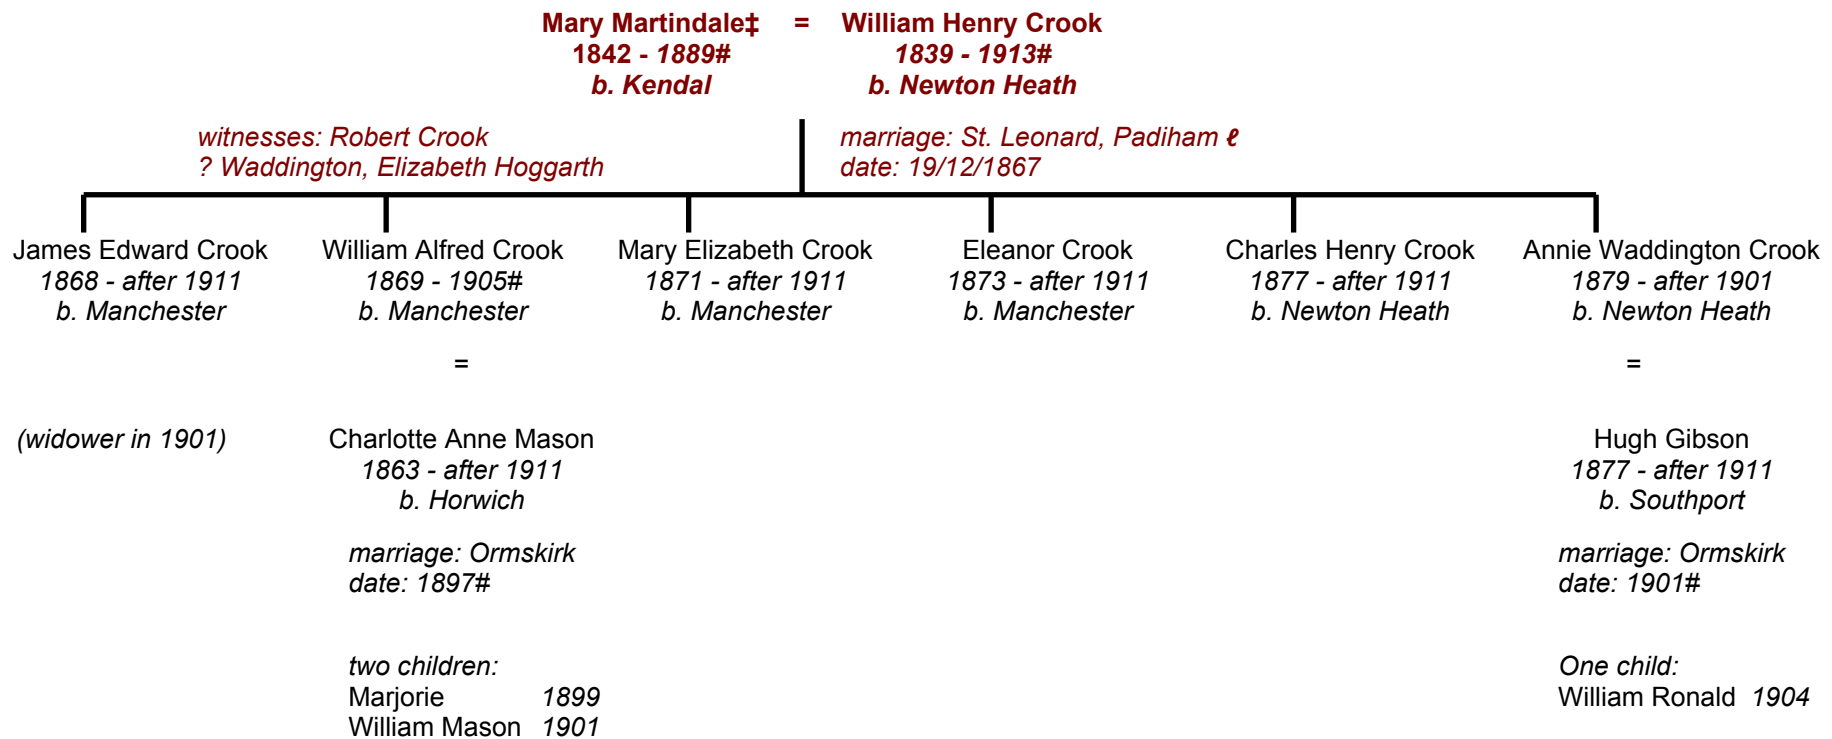 Mary Martindale‡ = William Henry Crook
1842 - 1889# 1839 - 1913#
b. Kendal b. Newton Heath
witnesses: Robert Crook marriage: St. Leonard, Padiham ℓ
? Waddington, Elizabeth Hoggarth date: 19/12/1867
James Edward Crook William Alfred Crook Mary Elizabeth Crook Eleanor Crook Charles Henry Crook Annie Waddington Crook
1868 - after 1911 1869 - 1905# 1871 - after 1911 1873 - after 1911 1877 - after 1911 1879 - after 1901
b. Manchester b. Manchester b. Manchester b. Manchester b. Newton Heath b. Newton Heath
= =
(widower in 1901) Charlotte Anne Mason Hugh Gibson
1863 - after 1911 1877 - after 1911
b. Horwich b. Southport
marriage: Ormskirk marriage: Ormskirk
date: 1897# date: 1901#
two children: One child:
Marjorie 1899 William Ronald 1904
William Mason 1901